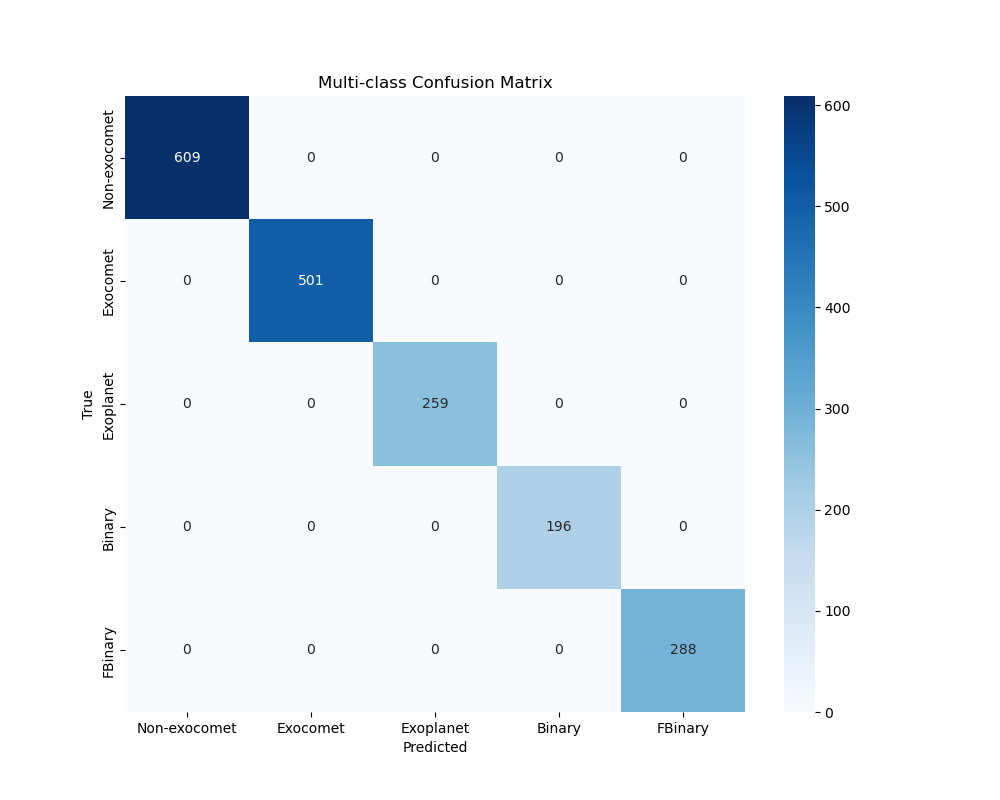 Multi-class Confusion Matrix
Non-exocomet 609 0 0 0 0
Exocomet 0 501 0 0 0
Exoplanet 0 0 259 0 0
Binary 0 0 0 196 0
FBinary 0 0 0 0 288
True
Non-exocomet Exocomet Exoplanet Binary FBinary
Predicted
600
500
400
300
200
100
0